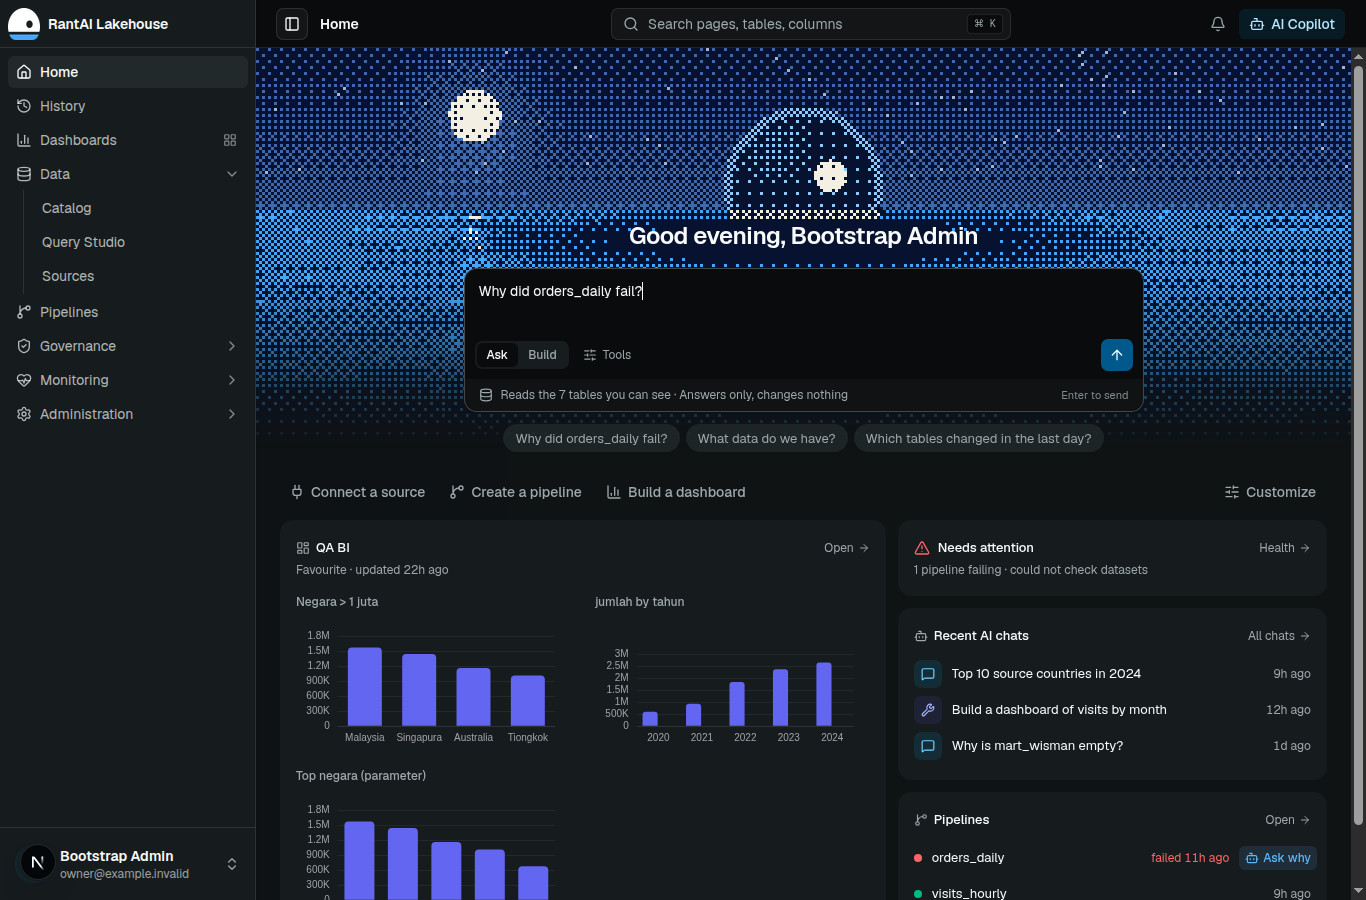 RantAI Lakehouse
Home
Search pages, tables, columns
⌘ K
AI Copilot
Home
History
Dashboards
Data
Catalog
Query Studio
Sources
Pipelines
Governance
Monitoring
Administration
N
Bootstrap Admin
owner@example.invalid
Good evening, Bootstrap Admin
Why did orders_daily fail?
Ask
Build
Tools
Reads the 7 tables you can see · Answers only, changes nothing
Enter to send
Why did orders_daily fail?
What data do we have?
Which tables changed in the last day?
Connect a source
Create a pipeline
Build a dashboard
Customize
QA BI
Open
Favourite · updated 22h ago
Negara > 1 juta
1.8M
1.5M
1.2M
900K
600K
300K
0
Malaysia
Singapura
Australia
Tiongkok
jumlah by tahun
3M
2.5M
2M
1.5M
1M
500K
0
2020
2021
2022
2023
2024
Top negara (parameter)
1.8M
1.5M
1.2M
900K
600K
300K
0
Needs attention
Health
1 pipeline failing · could not check datasets
Recent AI chats
All chats
Top 10 source countries in 2024
9h ago
Build a dashboard of visits by month
12h ago
Why is mart_wisman empty?
1d ago
Pipelines
Open
orders_daily
failed 11h ago
Ask why
visits_hourly
9h ago